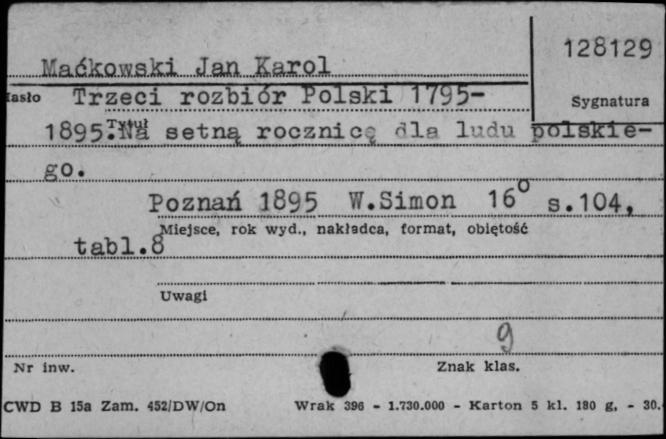 128129
Maćkowski Jan Karol
Hasło Trzeci rozbiór Polski 1795-
Sygnatura
1895. Na setną rocznicę dla ludu polskie-
Tytuł
go.
Poznań 1895 W.Simon 16° s.104,
Miejsce, rok wyd., nakładca, format, objętość
tabl.8
Uwagi
9
Nr inw.
Znak klas.
CWD B 15a Zam. 452/DW/On Wrak 396 - 1.730.000 - Karton 5 kl. 180 g, - 30.